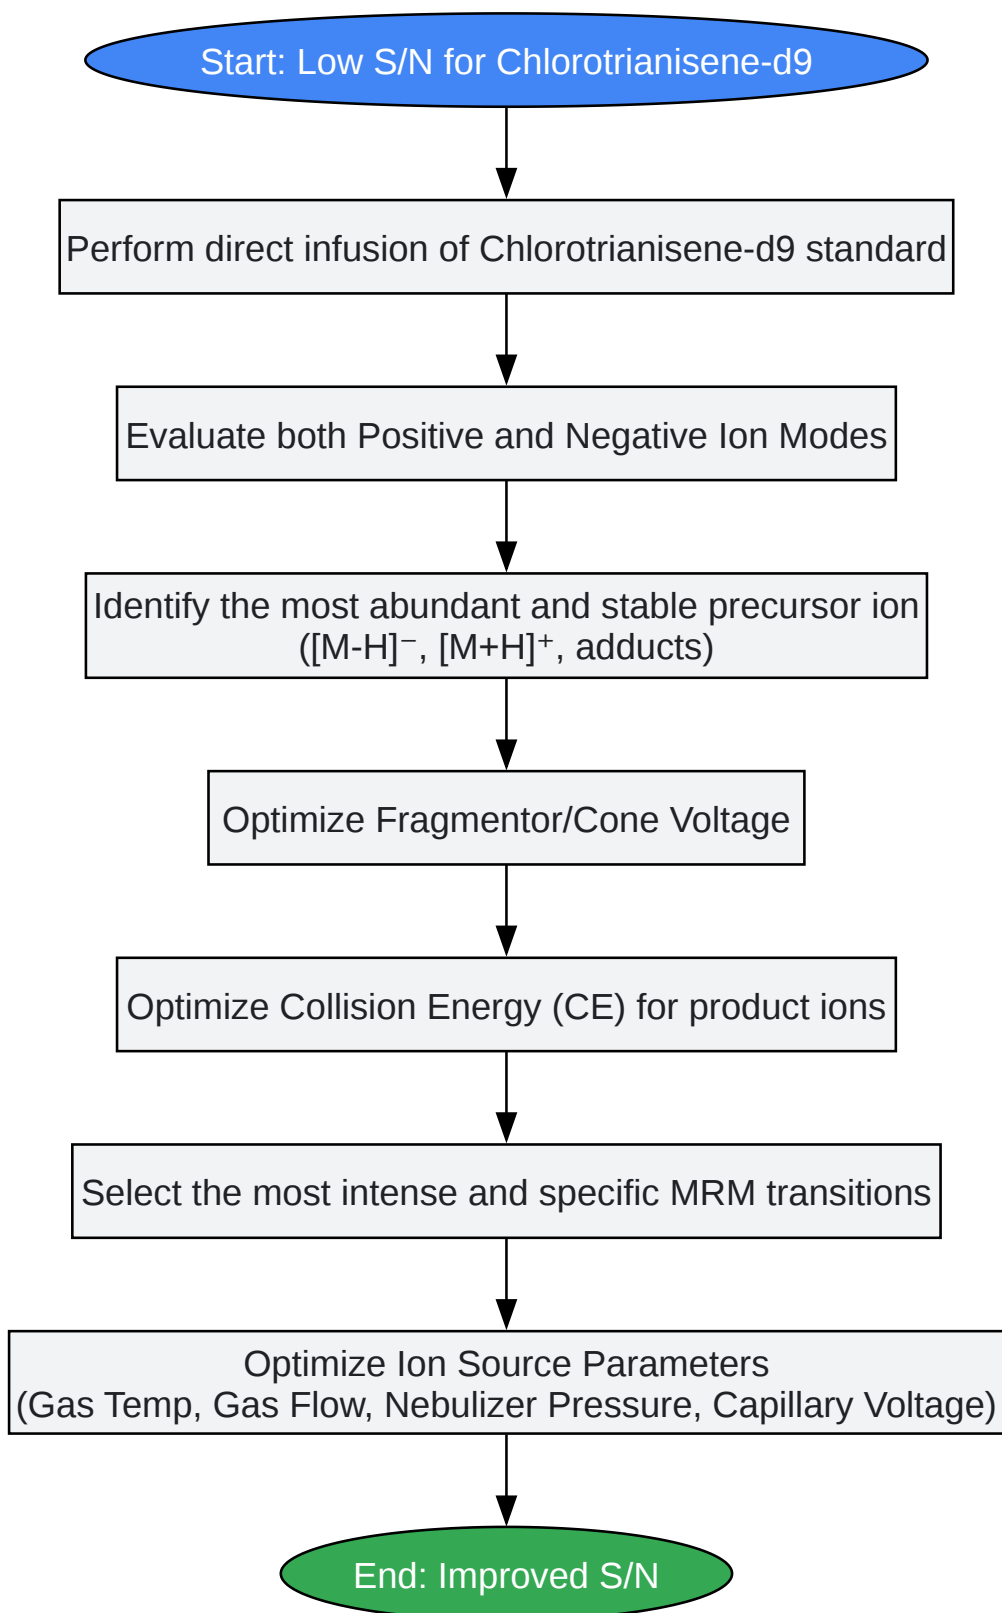 Start: Low S/N for Chlorotrianisene-d9
Perform direct infusion of Chlorotrianisene-d9 standard
Evaluate both Positive and Negative Ion Modes
Identify the most abundant and stable precursor ion
([M-H]⁻, [M+H]⁺, adducts)
Optimize Fragmentor/Cone Voltage
Optimize Collision Energy (CE) for product ions
Select the most intense and specific MRM transitions
Optimize Ion Source Parameters
(Gas Temp, Gas Flow, Nebulizer Pressure, Capillary Voltage)
End: Improved S/N